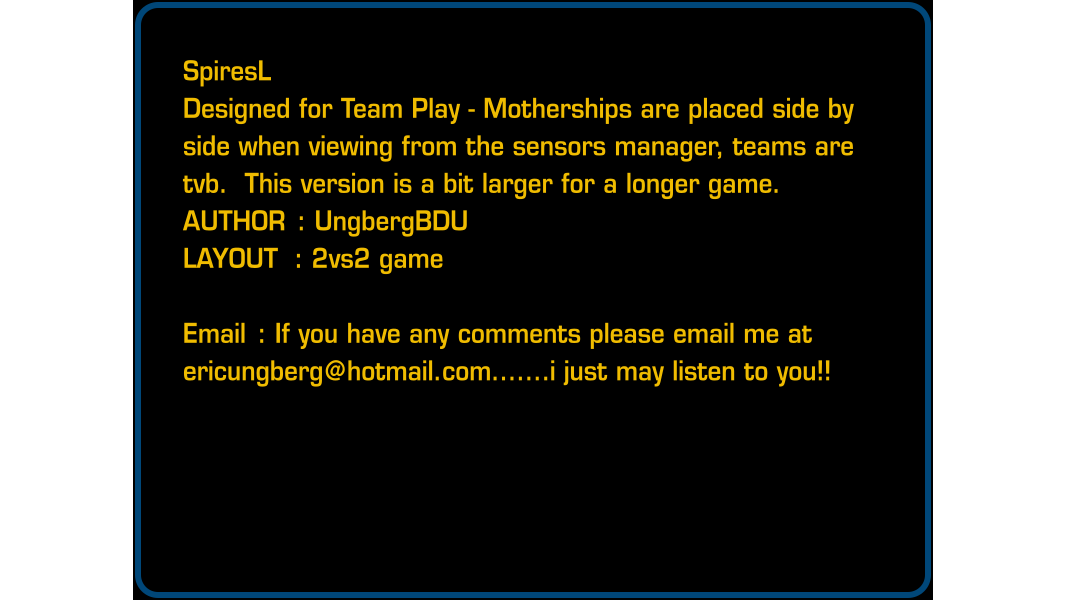 SpiresL
Designed for Team Play - Motherships are placed side by
side when viewing from the sensors manager, teams are
tvb.  This version is a bit larger for a longer game.
AUTHOR : UngbergBDU
LAYOUT  : 2vs2 game
Email : If you have any comments please email me at
ericungberg@hotmail.com.......i just may listen to you!!